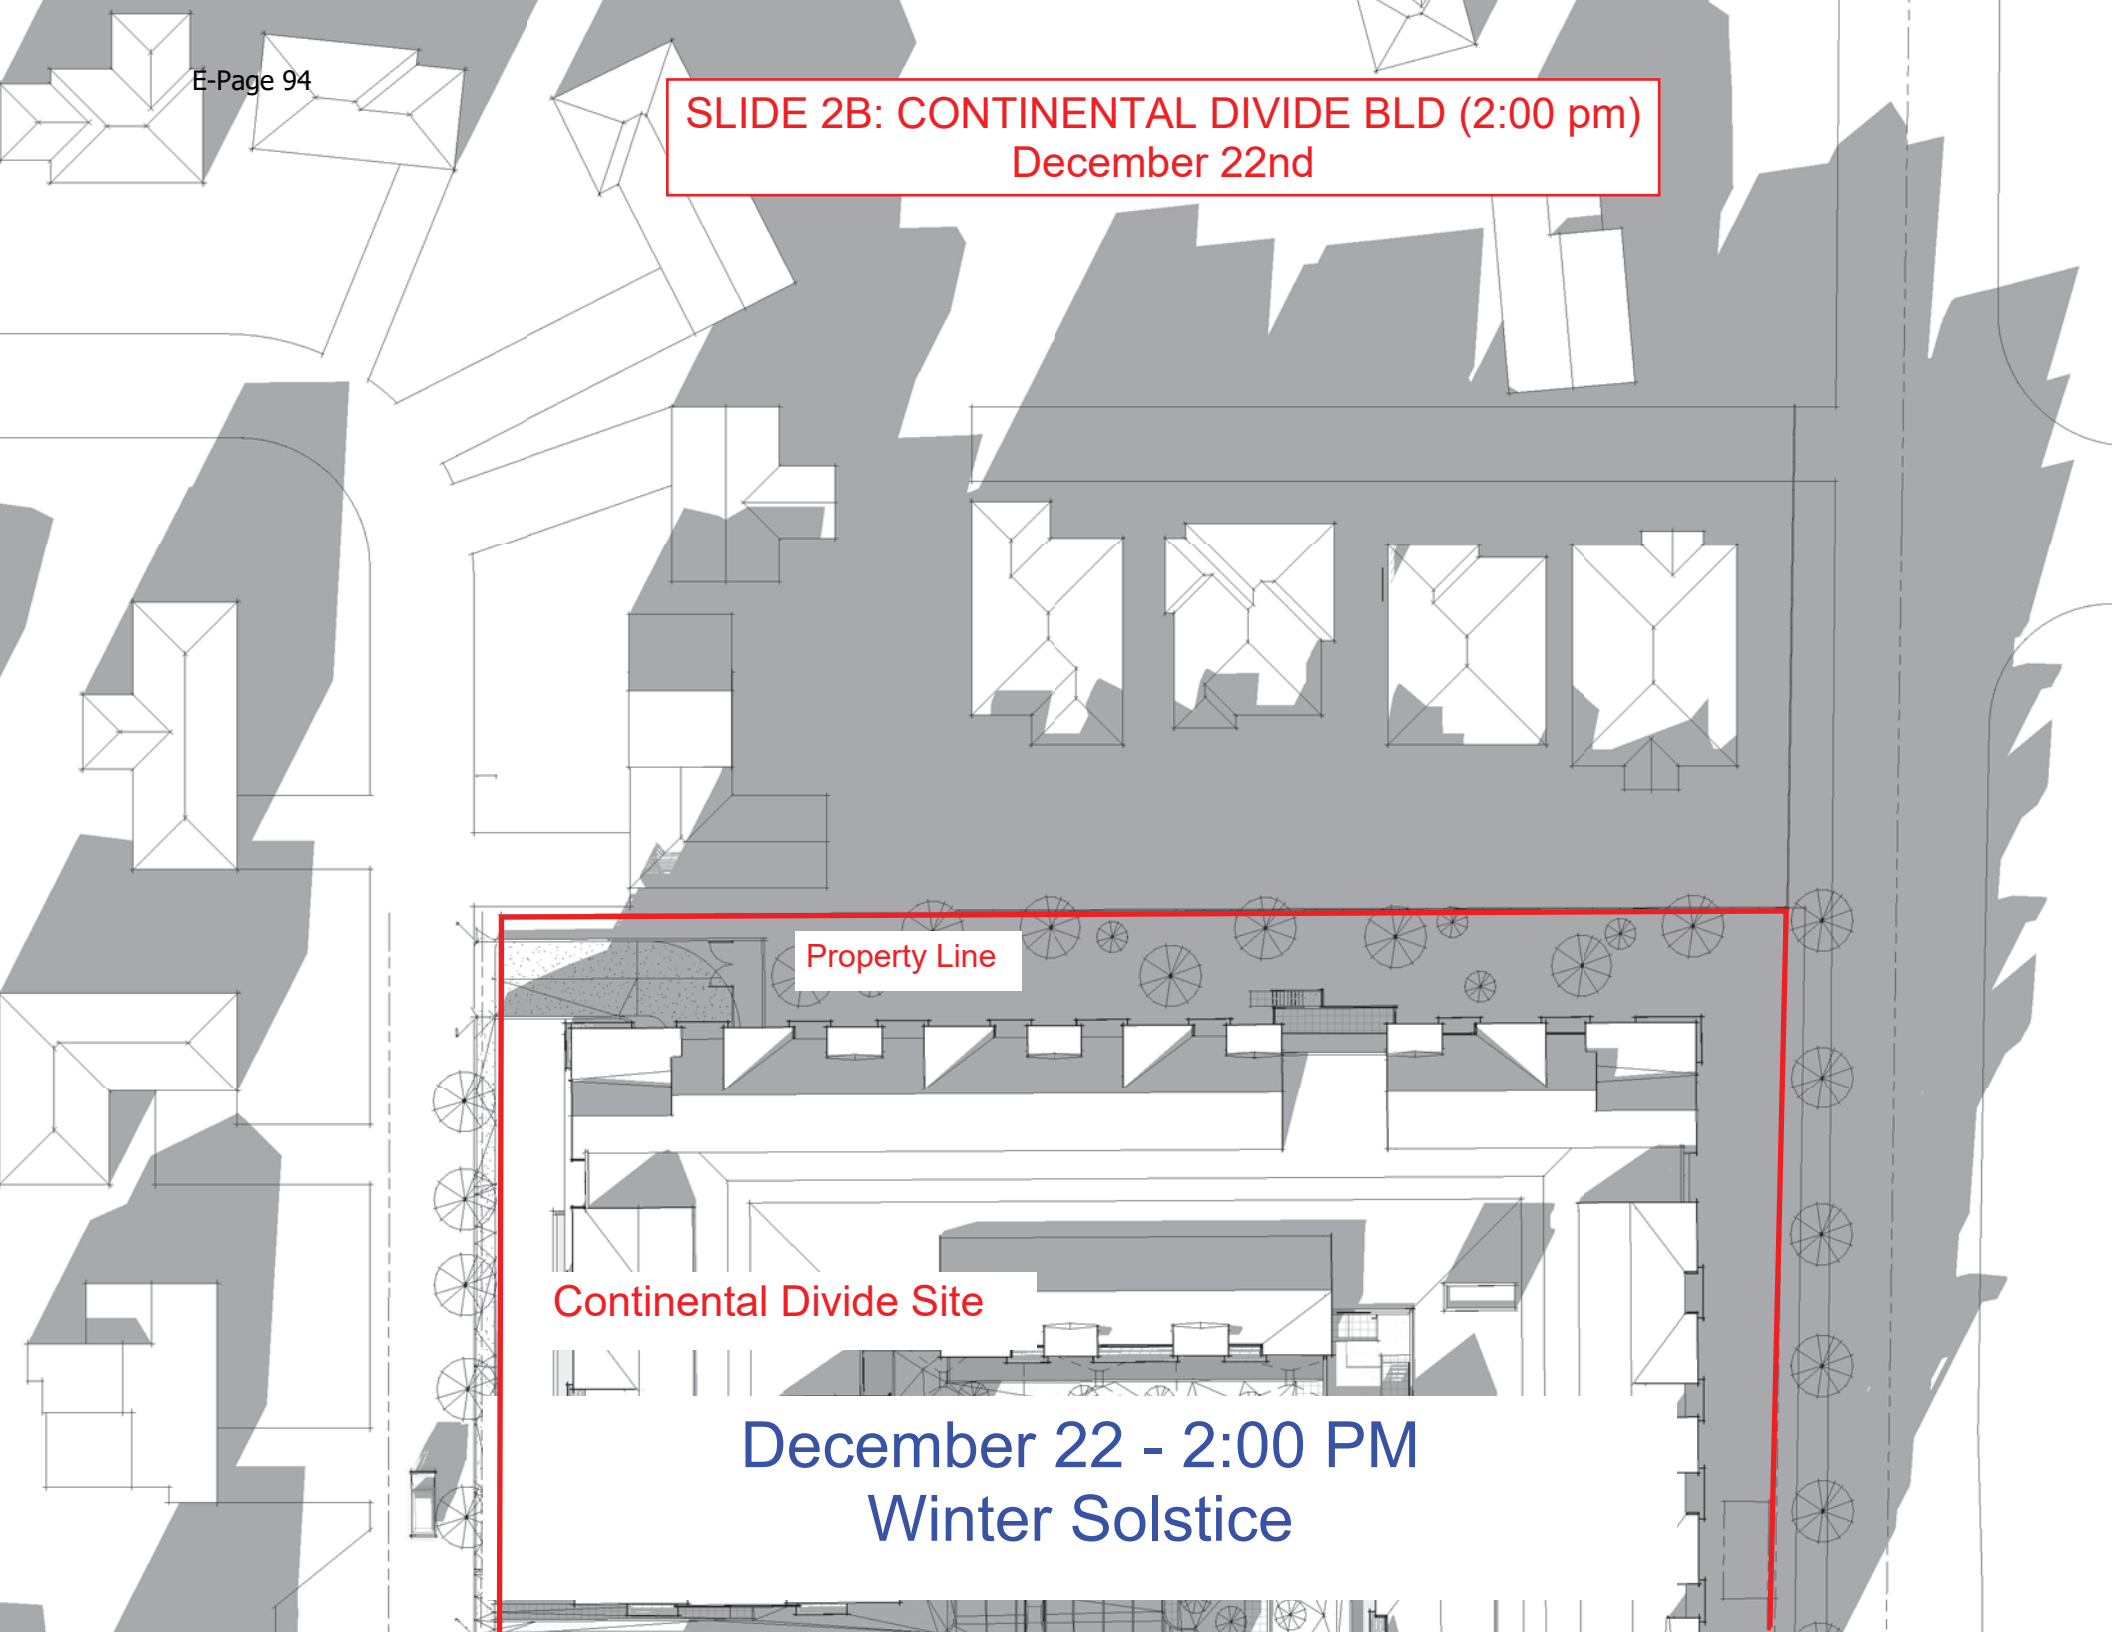 E-Page 94
SLIDE 2B: CONTINENTAL DIVIDE BLD (2:00 pm)
December 22nd
Property Line
Continental Divide Site
December 22 - 2:00 PM
Winter Solstice